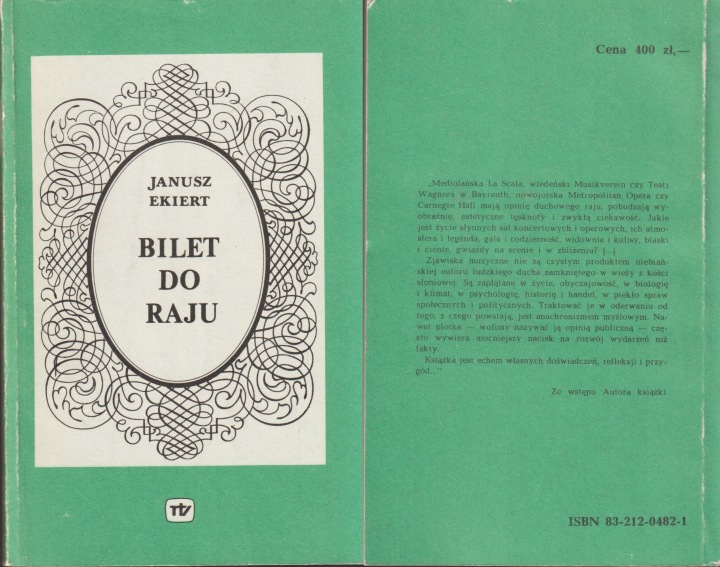 JANUSZ
EKIERT
BILET
DO
RAJU
rtv
Cena 400 zł,—
„Mediolańska La Scala, wiedeński Musikverein czy Teatr
Wagnera w Bayreuth, nowojorska Metropolitan Opera czy
Carnegie Hall mają opinię duchowego raju, pobudzają wy-
obraźnię, estetyczne tęsknoty i zwykłą ciekawość. Jakie
jest życie słynnych sal koncertowych i operowych, ich atmo-
sfera i legenda, gala i codzienność, widownia i kulisy, blaski
i cienie, gwiazdy na scenie i w zbliżeniu? [...]
Zjawiska muzyczne nie są czystym produktem niebiań-
skiej euforii ludzkiego ducha zamkniętego w wieży z kości
słoniowej. Są zaplątane w życie, obyczajowość, w biologię
i klimat, w psychologię, historię i handel, w piekło spraw
społecznych i politycznych. Traktować je w oderwaniu od
tego, z czego powstają, jest anachronizmem myślowym. Na-
wet plotka — wolimy nazywać ją opinią publiczną — czę-
sto wywiera mocniejszy nacisk na rozwój wydarzeń niż
fakty.
Książka jest echem własnych doświadczeń, refleksji i przy-
gód..."
Ze wstępu Autora książki
ISBN 83-212-0482-1